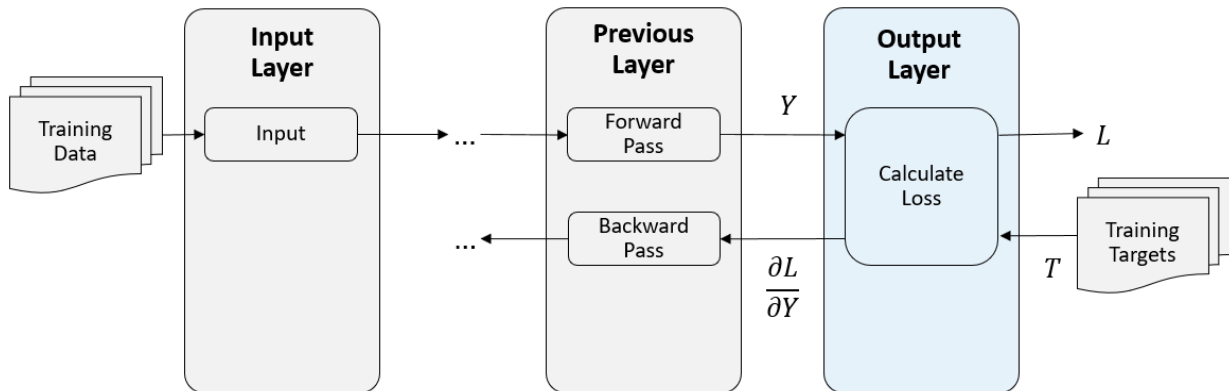 Input
Layer
Previous
Layer
Output
Layer
Training
Data
Input
...
...
Forward
Pass
Y
Calculate
Loss
L
Backward
Pass
∂L
∂Y
T
Training
Targets